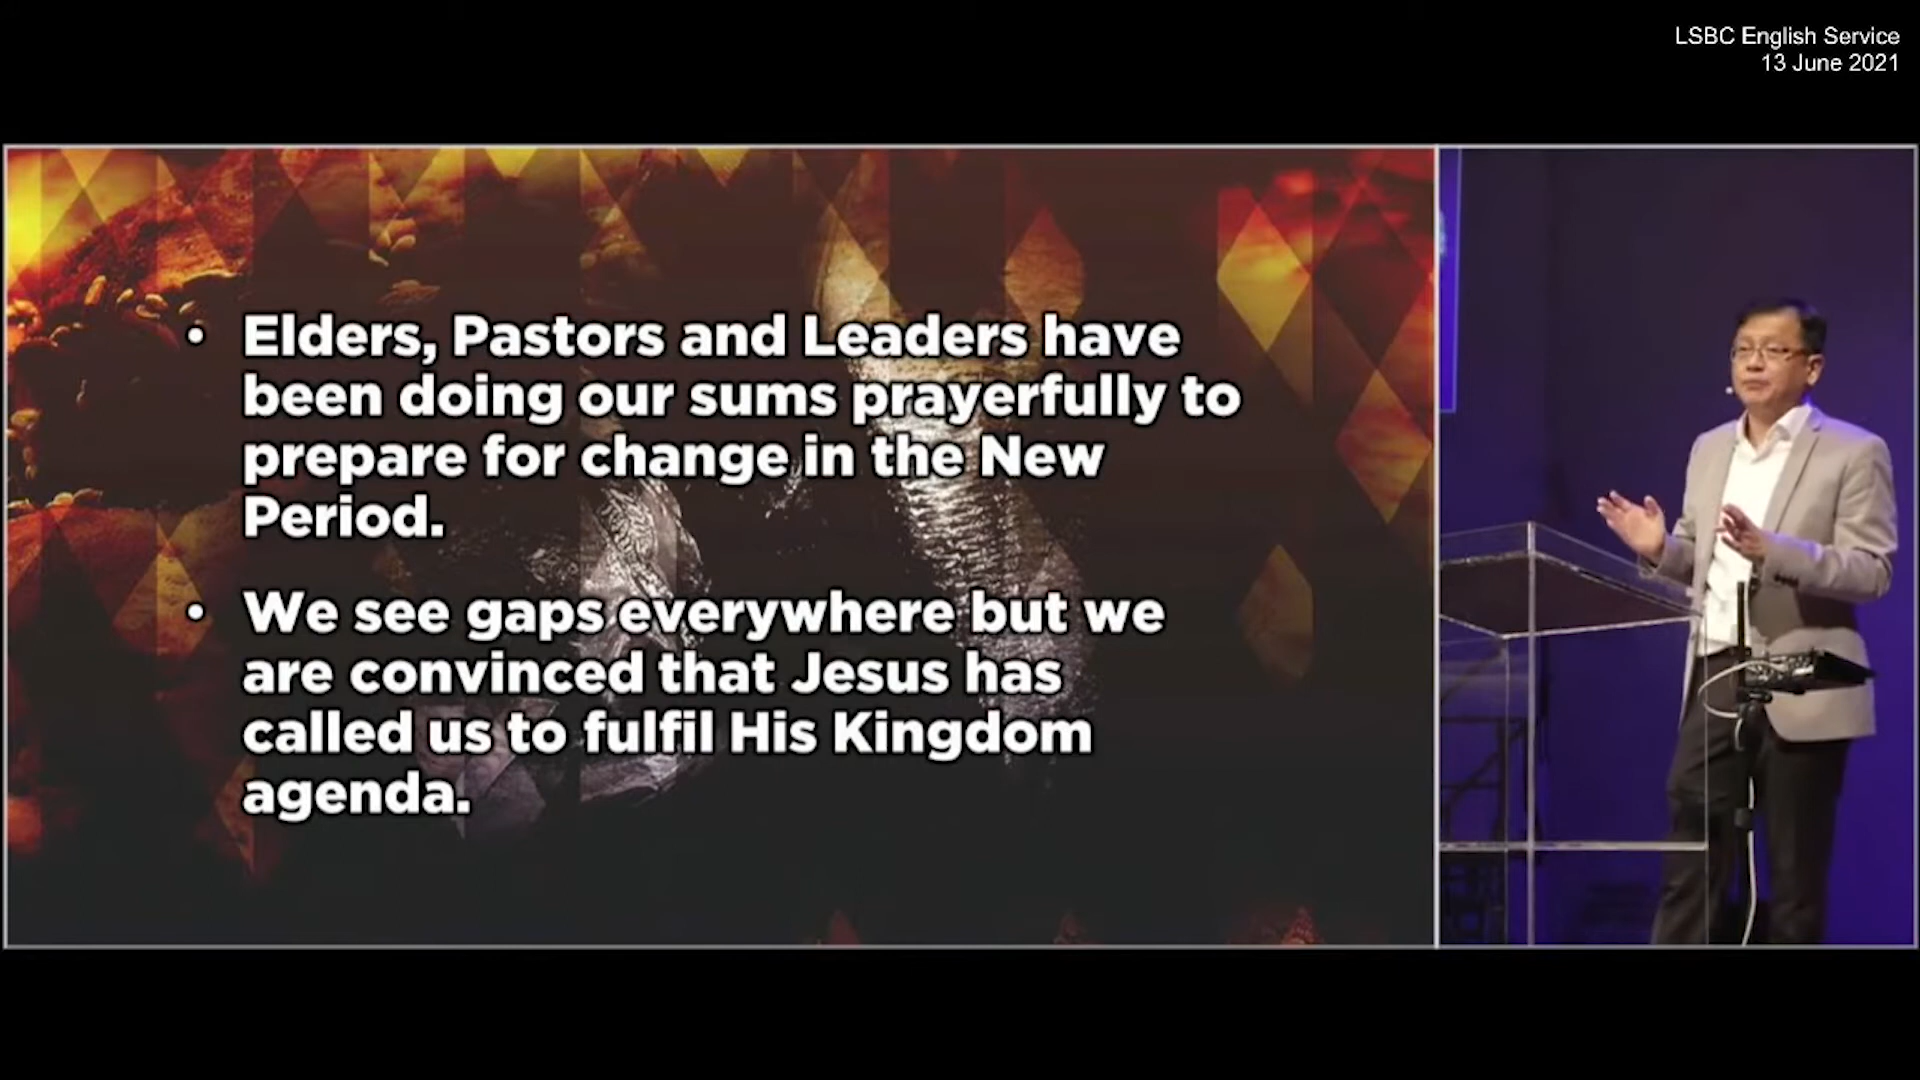 LSBC English Service
13 June 2021
• Elders, Pastors and Leaders have
been doing our sums prayerfully to
prepare for change in the New
Period.
• We see gaps everywhere but we
are convinced that Jesus has
called us to fulfil His Kingdom
agenda.